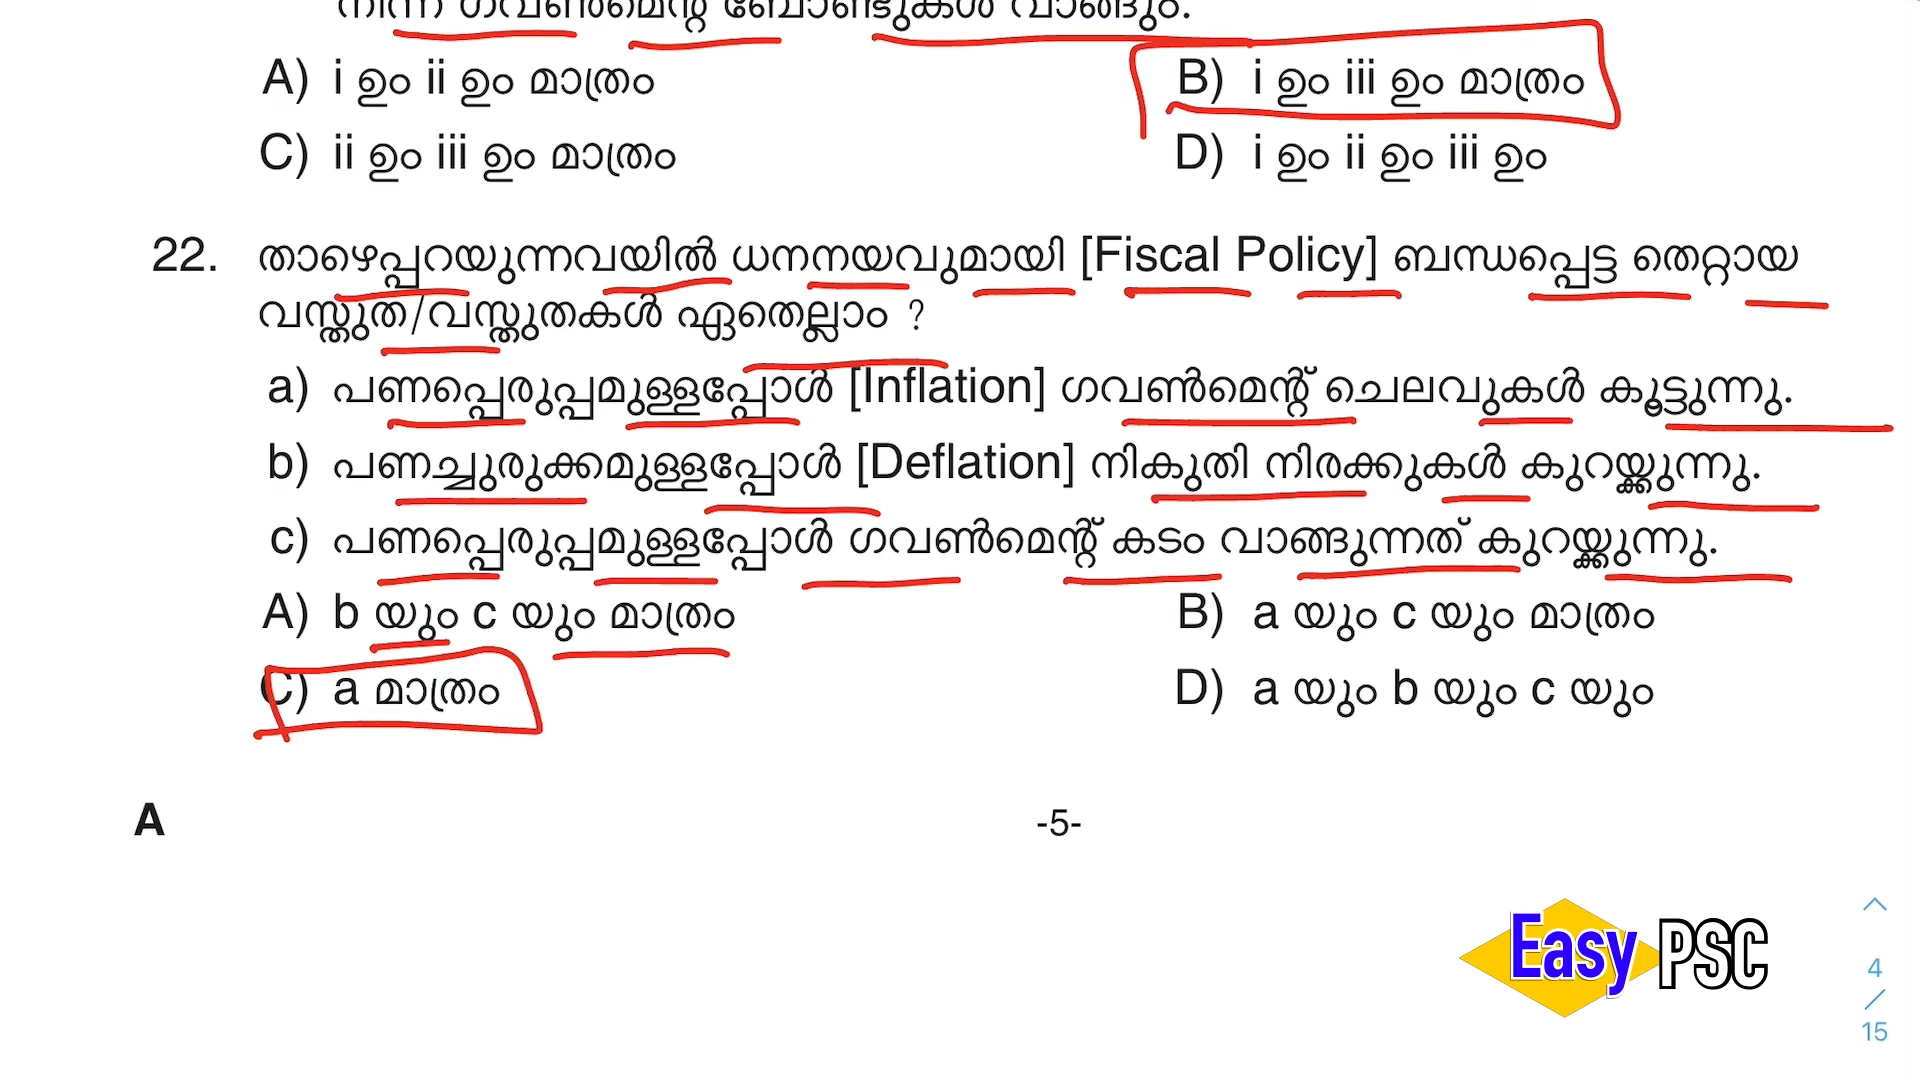 നിന്ന് ഗവൺമെന്റ് ബോണ്ടുകൾ വാങ്ങും.
A) i ഉം ii ഉം മാത്രം
B) i ഉം iii ഉം മാത്രം
C) ii ഉം iii ഉം മാത്രം
D) i ഉം ii ഉം iii ഉം
22. താഴെപ്പറയുന്നവയിൽ ധനനയവുമായി [Fiscal Policy] ബന്ധപ്പെട്ട തെറ്റായ
വസ്തുത/വസ്തുതകൾ ഏതെല്ലാം ?
a) പണപ്പെരുപ്പമുള്ളപ്പോൾ [Inflation] ഗവൺമെന്റ് ചെലവുകൾ കൂട്ടുന്നു.
b) പണച്ചുരുക്കമുള്ളപ്പോൾ [Deflation] നികുതി നിരക്കുകൾ കുറയ്ക്കുന്നു.
c) പണപ്പെരുപ്പമുള്ളപ്പോൾ ഗവൺമെന്റ് കടം വാങ്ങുന്നത് കുറയ്ക്കുന്നു.
A) b യും c യും മാത്രം
B) a യും c യും മാത്രം
C) a മാത്രം
D) a യും b യും c യും
A
-5-
Easy PSC
4
/
15